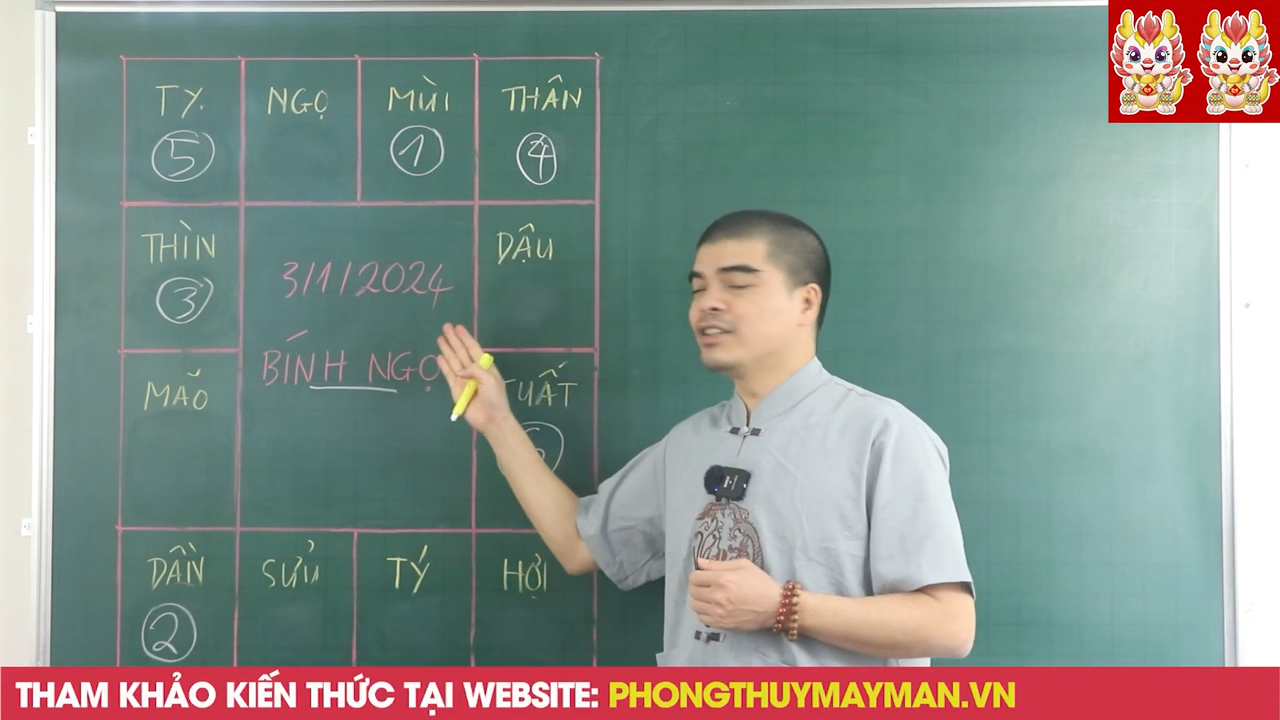 TỴ
NGỌ
MÙI
THÂN
5
1
4
THÌN
DẬU
3
3/1/2024
BÍNH NGỌ
MÃO
TUẤT
DẦN
SỬU
TÝ
HỢI
2
THAM KHẢO KIẾN THỨC TẠI WEBSITE: PHONGTHUYMAYMAN.VN